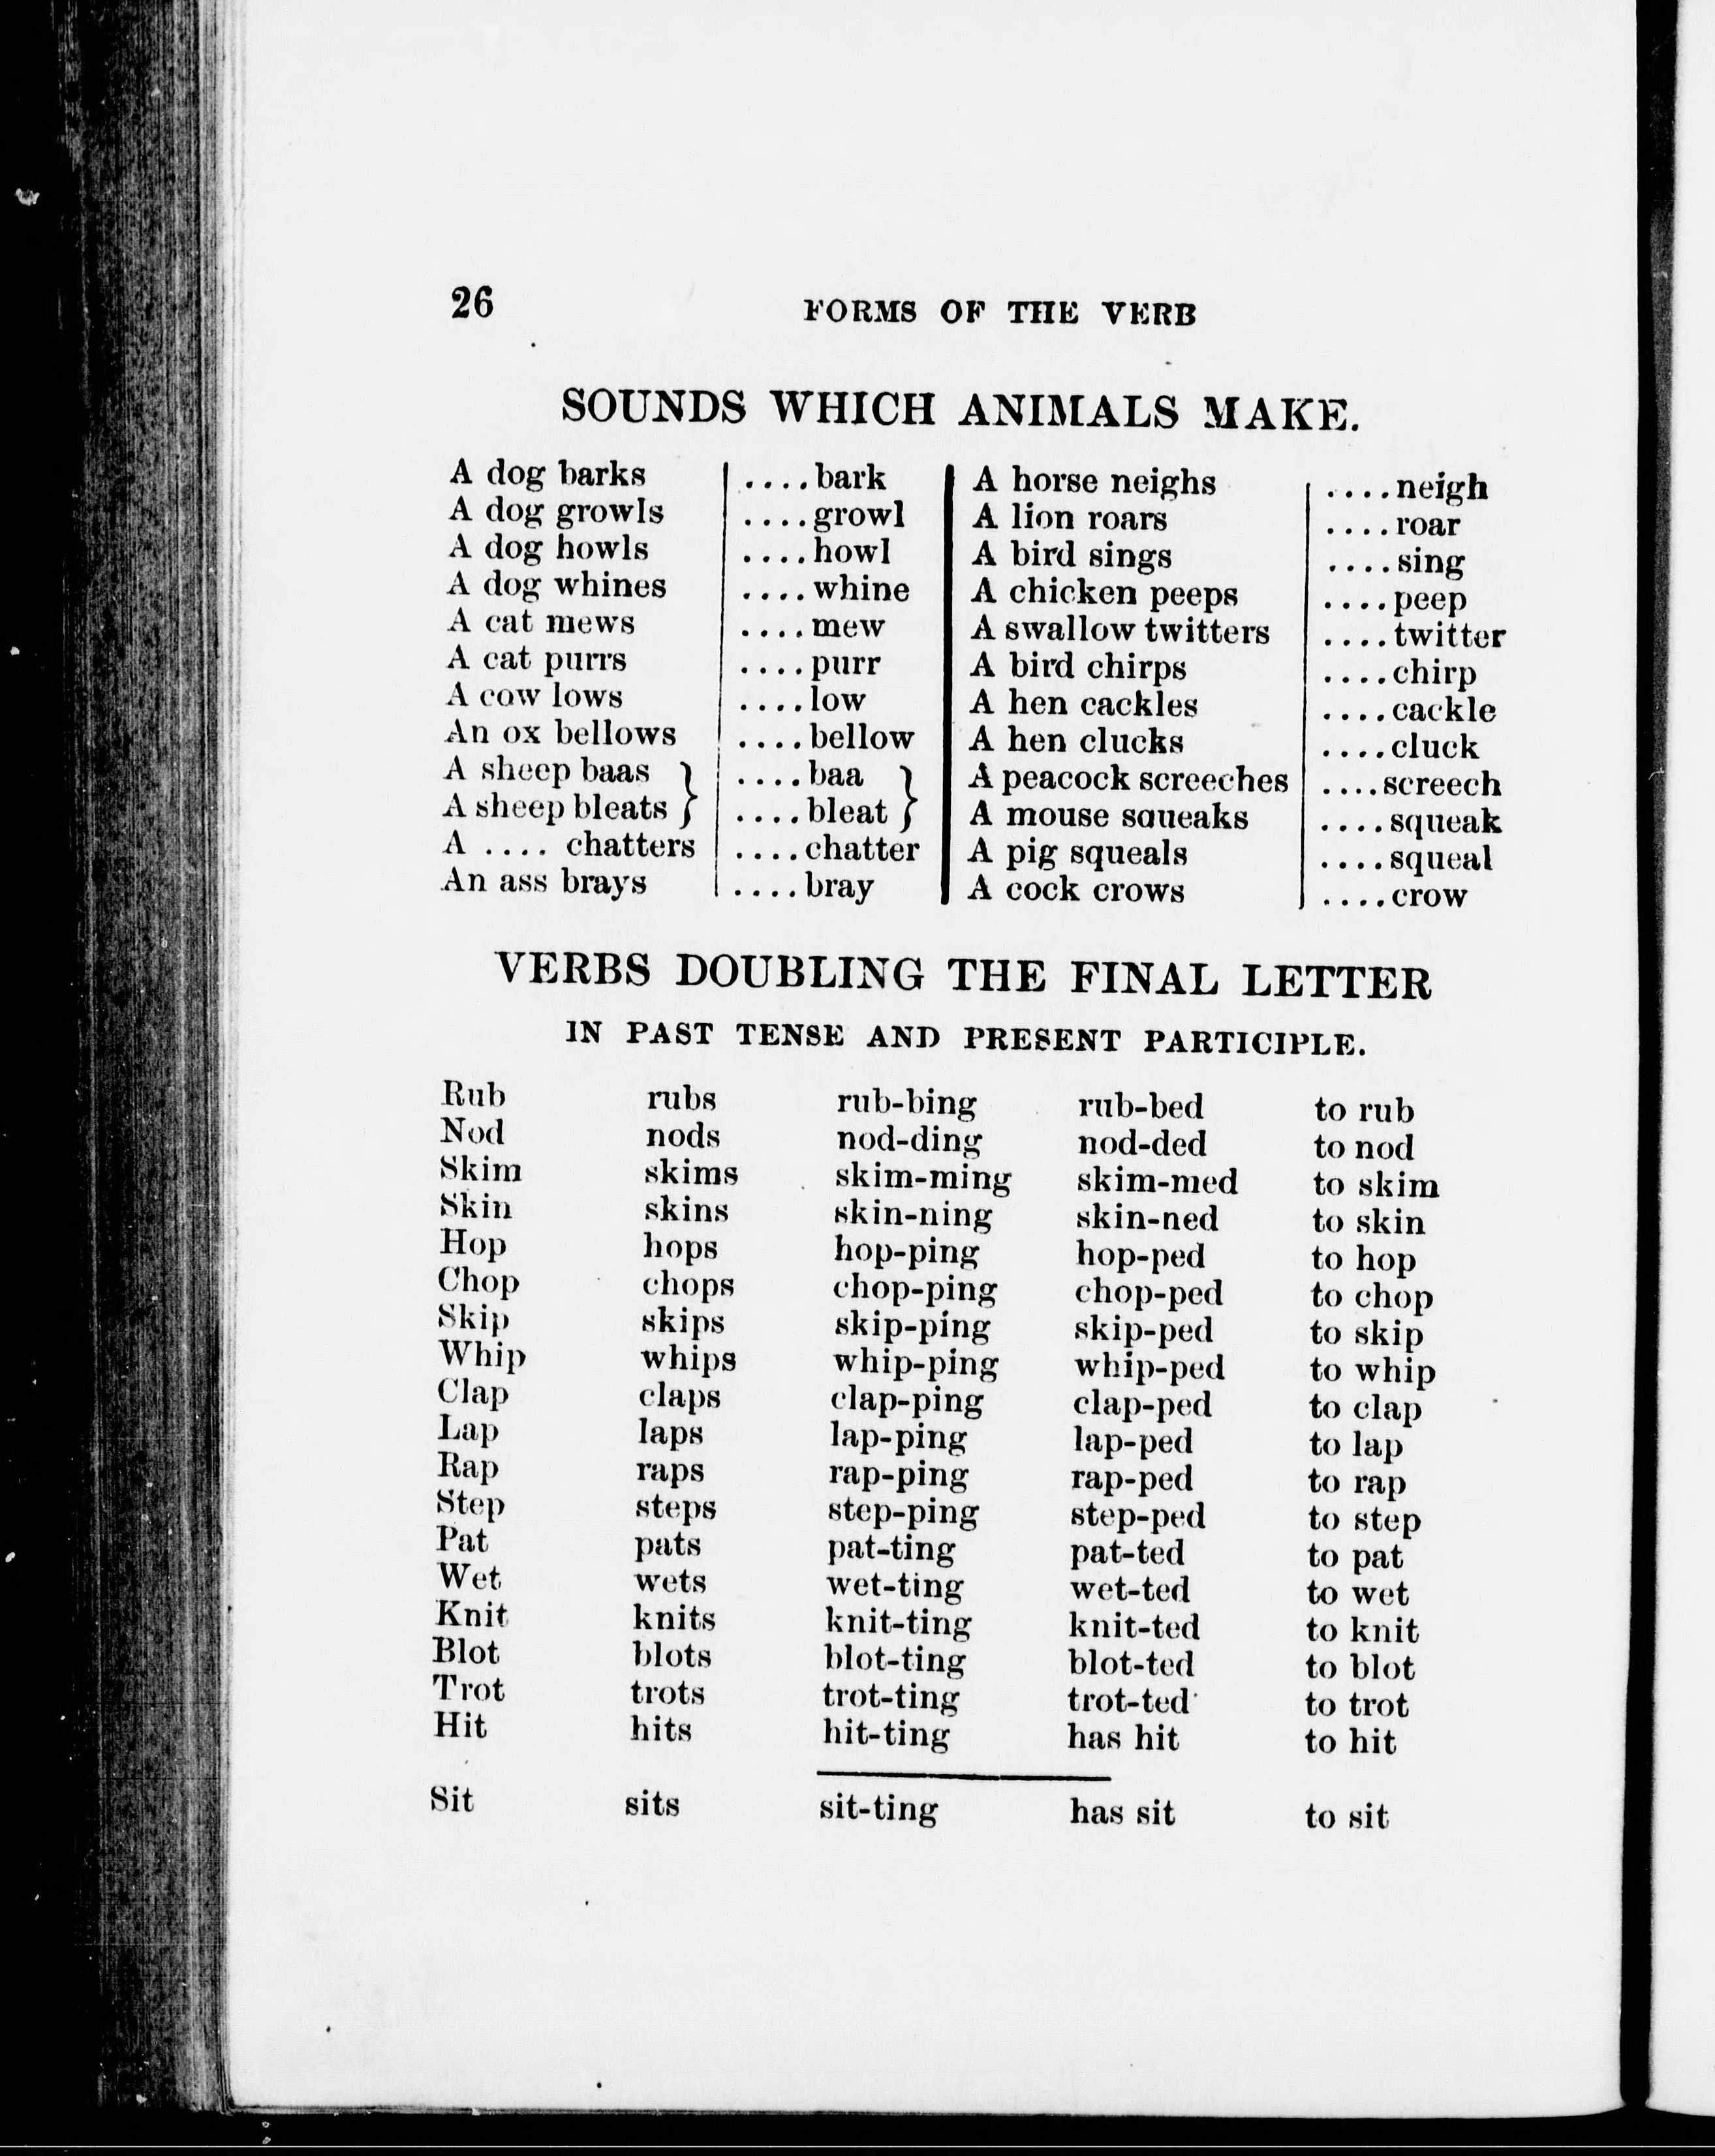 26 FORMS OF THE VERB
SOUNDS WHICH ANIMALS MAKE.
A dog barks ....bark A horse neighs ....neigh
A dog growls ....growl A lion roars ....roar
A dog howls ....howl A bird sings ....sing
A dog whines ....whine A chicken peeps ....peep
A cat mews ....mew A swallow twitters ....twitter
A cat purrs ....purr A bird chirps ....chirp
A cow lows ....low A hen cackles ....cackle
An ox bellows ....bellow A hen clucks ....cluck
A sheep baas } ....baa } A peacock screeches ....screech
A sheep bleats } ....bleat } A mouse squeaks ....squeak
A .... chatters ....chatter A pig squeals ....squeal
An ass brays ....bray A cock crows ....crow
VERBS DOUBLING THE FINAL LETTER
IN PAST TENSE AND PRESENT PARTICIPLE.
Rub rubs rub-bing rub-bed to rub
Nod nods nod-ding nod-ded to nod
Skim skims skim-ming skim-med to skim
Skin skins skin-ning skin-ned to skin
Hop hops hop-ping hop-ped to hop
Chop chops chop-ping chop-ped to chop
Skip skips skip-ping skip-ped to skip
Whip whips whip-ping whip-ped to whip
Clap claps clap-ping clap-ped to clap
Lap laps lap-ping lap-ped to lap
Rap raps rap-ping rap-ped to rap
Step steps step-ping step-ped to step
Pat pats pat-ting pat-ted to pat
Wet wets wet-ting wet-ted to wet
Knit knits knit-ting knit-ted to knit
Blot blots blot-ting blot-ted to blot
Trot trots trot-ting trot-ted to trot
Hit hits hit-ting has hit to hit
Sit sits sit-ting has sit to sit